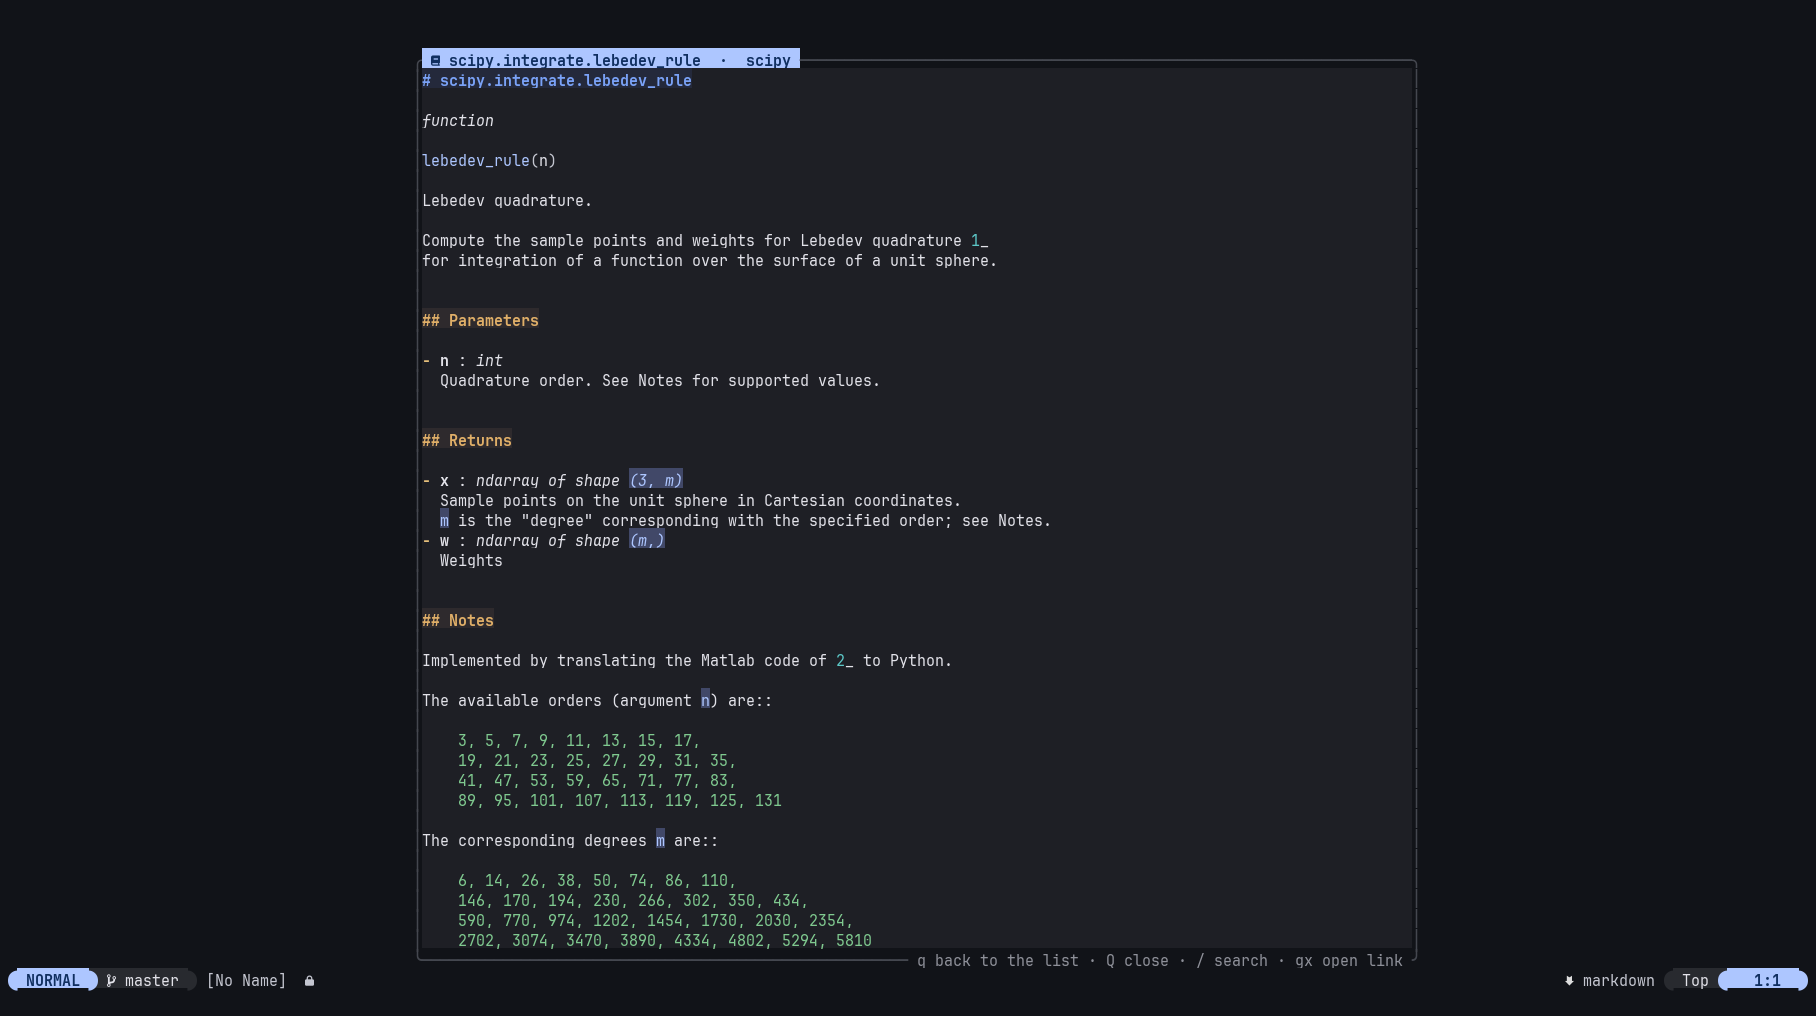 scipy.integrate.lebedev_rule · scipy
# scipy.integrate.lebedev_rule
function
lebedev_rule(n)
Lebedev quadrature.
Compute the sample points and weights for Lebedev quadrature 1_
for integration of a function over the surface of a unit sphere.
## Parameters
- n : int
Quadrature order. See Notes for supported values.
## Returns
- x : ndarray of shape (3, m)
Sample points on the unit sphere in Cartesian coordinates.
m is the "degree" corresponding with the specified order; see Notes.
- w : ndarray of shape (m,)
Weights
## Notes
Implemented by translating the Matlab code of 2_ to Python.
The available orders (argument n) are::
3, 5, 7, 9, 11, 13, 15, 17,
19, 21, 23, 25, 27, 29, 31, 35,
41, 47, 53, 59, 65, 71, 77, 83,
89, 95, 101, 107, 113, 119, 125, 131
The corresponding degrees m are::
6, 14, 26, 38, 50, 74, 86, 110,
146, 170, 194, 230, 266, 302, 350, 434,
590, 770, 974, 1202, 1454, 1730, 2030, 2354,
2702, 3074, 3470, 3890, 4334, 4802, 5294, 5810
q back to the list · Q close · / search · gx open link
NORMAL master [No Name] markdown Top 1:1